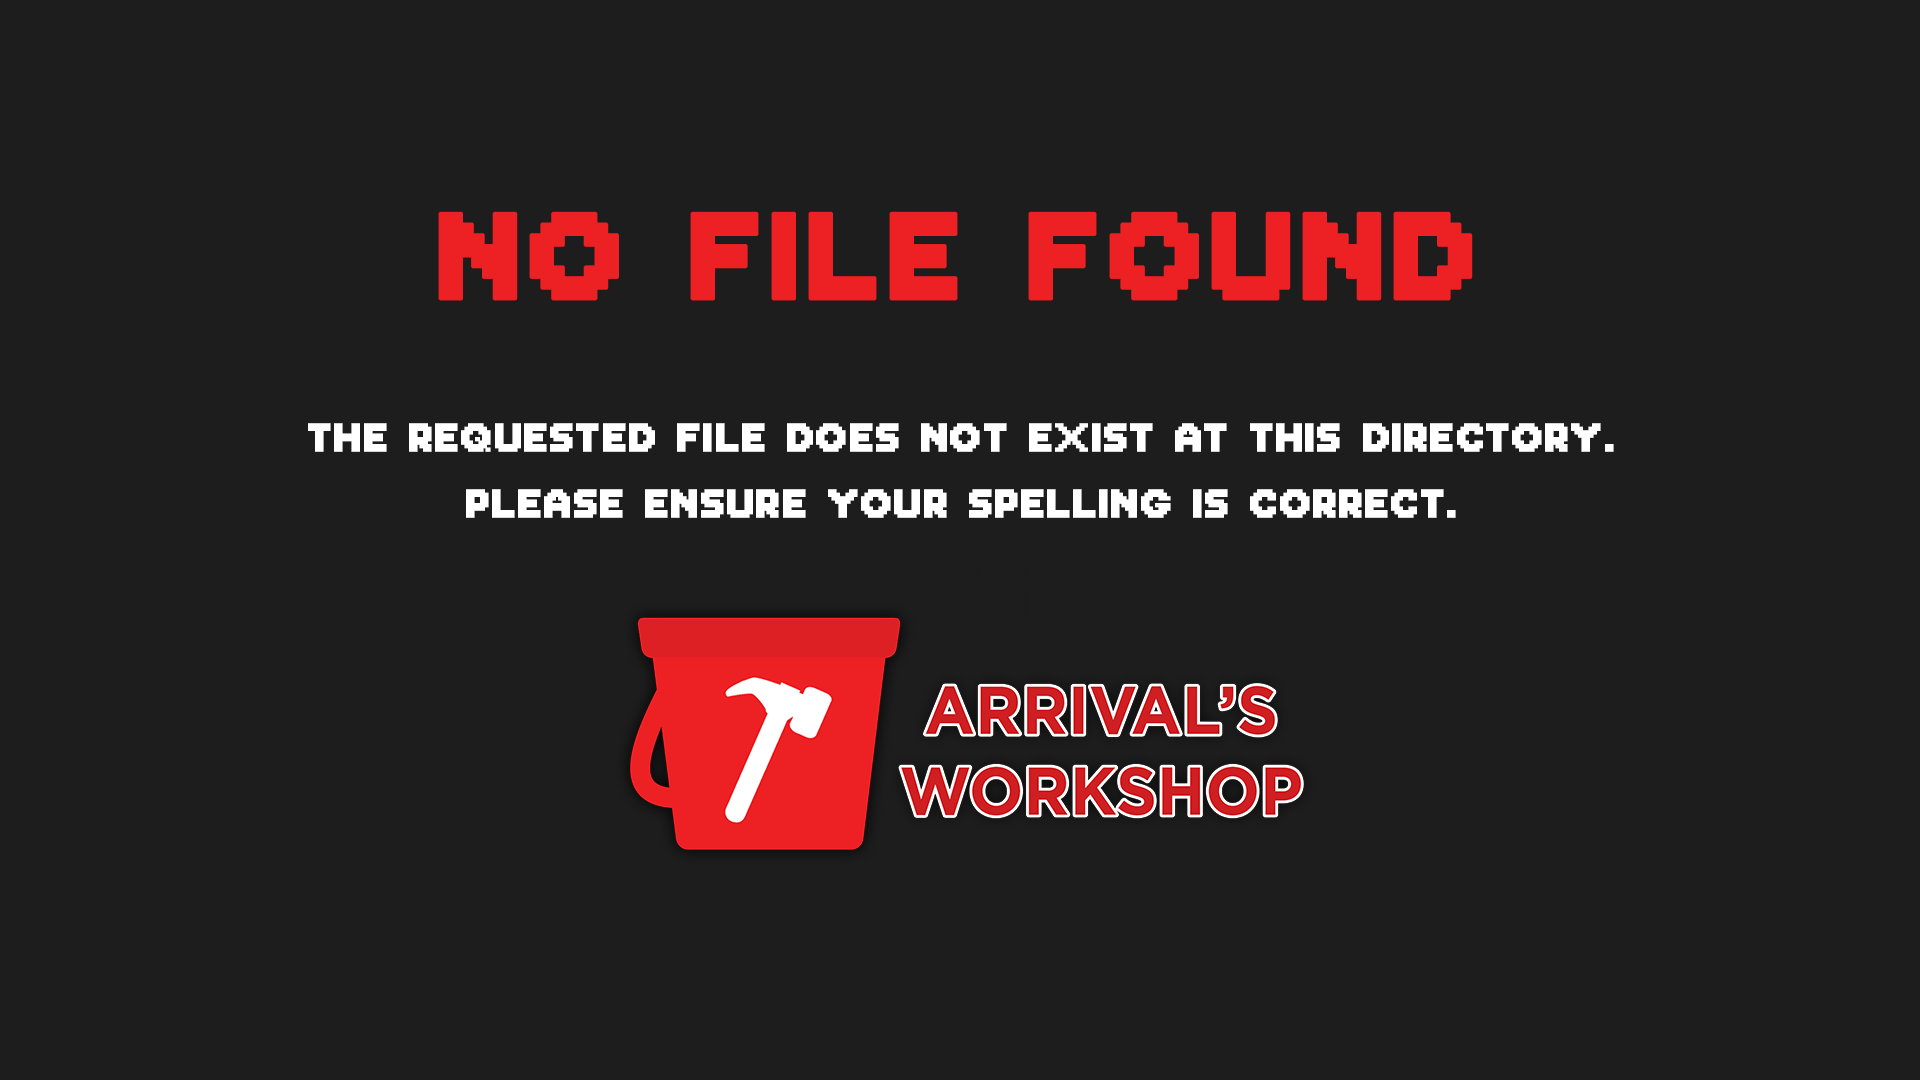 NO FILE FOUND
THE REQUESTED FILE DOES NOT EXIST AT THIS DIRECTORY.
PLEASE ENSURE YOUR SPELLING IS CORRECT.
ARRIVAL'S
WORKSHOP